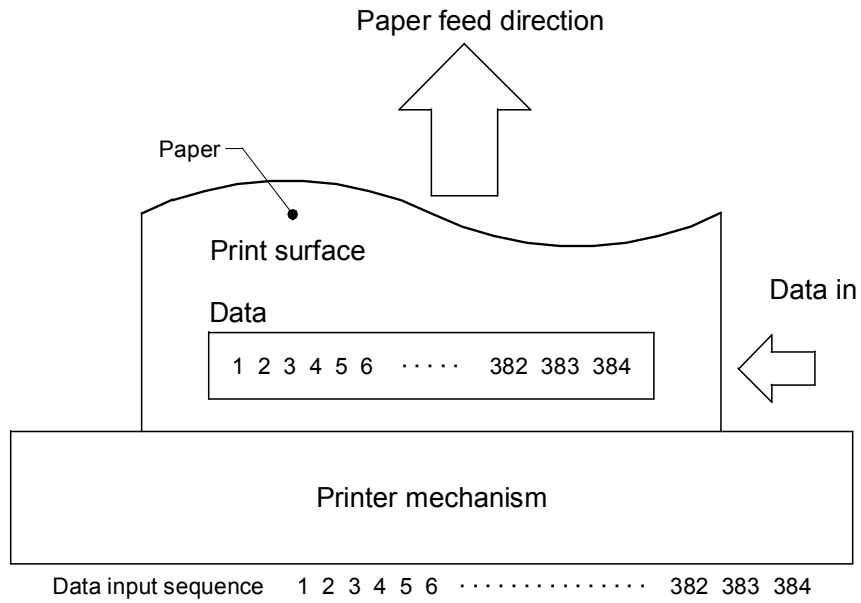 Paper feed direction
Paper
Print surface
Data in
Data
1 2 3 4 5 6 ····· 382 383 384
Printer mechanism
Data input sequence 1 2 3 4 5 6 ··············· 382 383 384